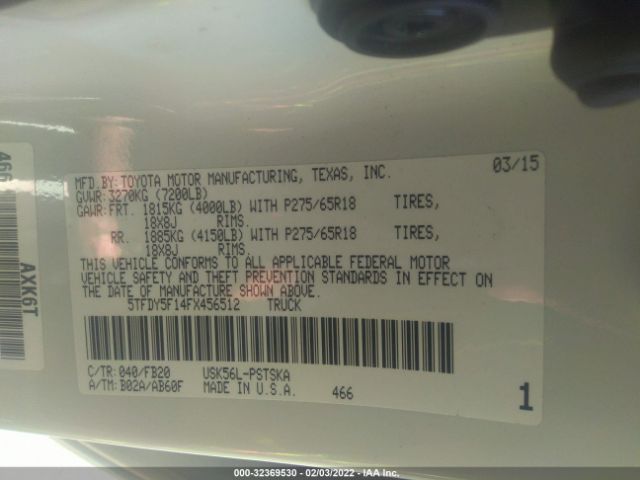 MFD.BY:TOYOTA MOTOR MANUFACTURING, TEXAS, INC. 03/15
GVWR:3270KG (7200LB)
GAWR:FRT. 1815KG (4000LB) WITH P275/65R18 TIRES,
18X8J RIMS.
RR. 1885KG (4150LB) WITH P275/65R18 TIRES,
18X8J RIMS.
THIS VEHICLE CONFORMS TO ALL APPLICABLE FEDERAL MOTOR
VEHICLE SAFETY AND THEFT PREVENTION STANDARDS IN EFFECT ON
THE DATE OF MANUFACTURE SHOWN ABOVE.
5TFDY5F14FX456512 TRUCK
C/TR:040/FB20 USK56L-PSTSKA
A/TM:B02A/AB60F MADE IN U.S.A. 466 1
466
AXK6T
000-32369530 - 02/03/2022 - IAA Inc.